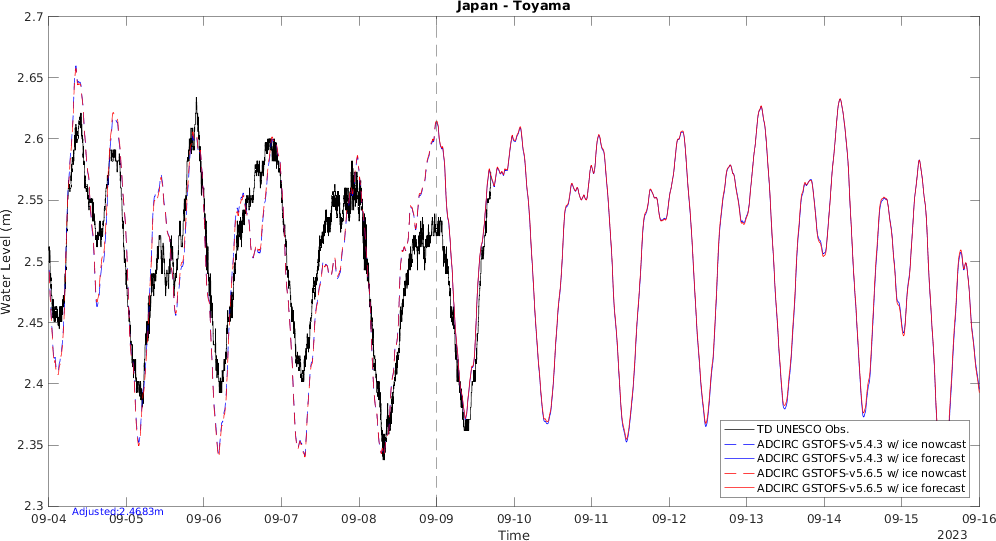 Japan - Toyama
2.7
2.65
2.6
2.55
2.5
2.45
2.4
2.35
2.3
Water Level (m)
TD UNESCO Obs.
ADCIRC GSTOFS-v5.4.3 w/ ice nowcast
ADCIRC GSTOFS-v5.4.3 w/ ice forecast
ADCIRC GSTOFS-v5.6.5 w/ ice nowcast
ADCIRC GSTOFS-v5.6.5 w/ ice forecast
Adjusted:2.4683m
09-04 09-05 09-06 09-07 09-08 09-09 09-10 09-11 09-12 09-13 09-14 09-15 09-16
Time
2023